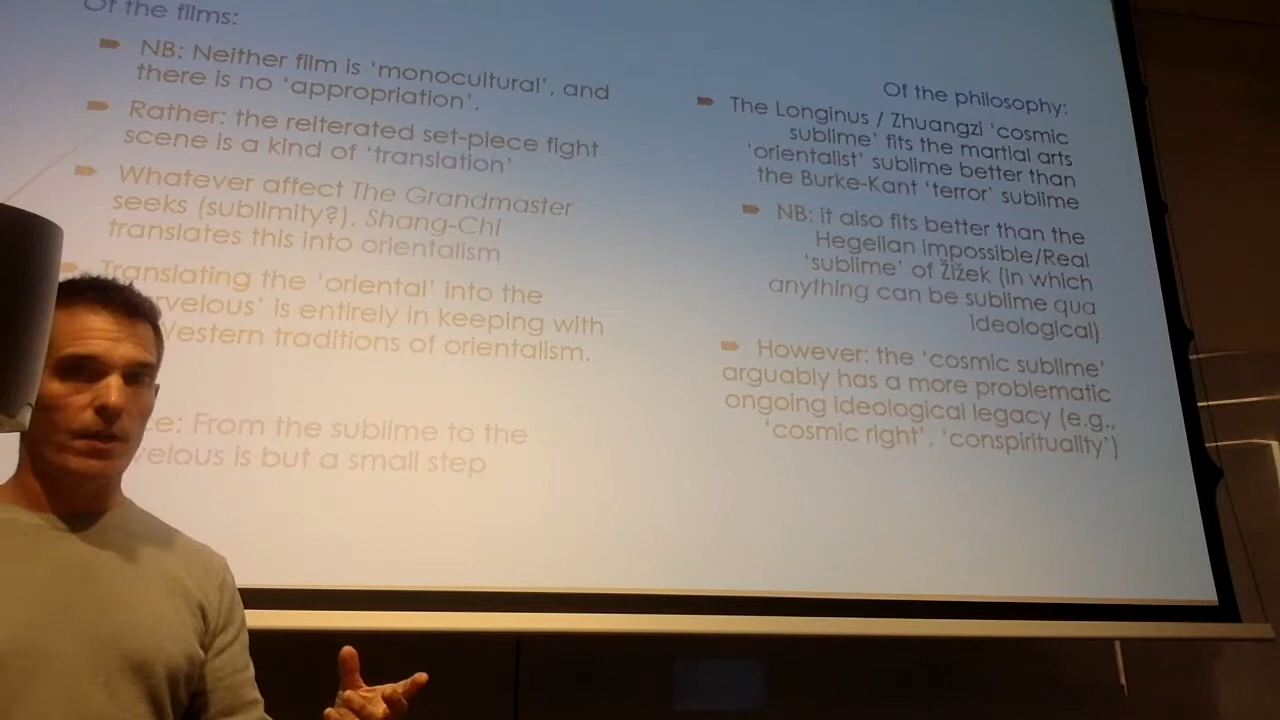 Of the films:
NB: Neither film is 'monocultural', and
there is no 'appropriation'.
Rather: the reiterated set-piece fight
scene is a kind of 'translation'
Whatever affect The Grandmaster
seeks (sublimity?), Shang-Chi
translates this into orientalism
Translating the 'oriental' into the
rvelous' is entirely in keeping with
Western traditions of orientalism.
e: From the sublime to the
velous is but a small step
Of the philosophy:
The Longinus / Zhuangzi 'cosmic
sublime' fits the martial arts
'orientalist' sublime better than
the Burke-Kant 'terror' sublime
NB: it also fits better than the
Hegelian impossible/Real
'sublime' of Žižek (in which
anything can be sublime qua
ideological)
However: the 'cosmic sublime'
arguably has a more problematic
ongoing ideological legacy (e.g.,
'cosmic right', 'conspirituality')